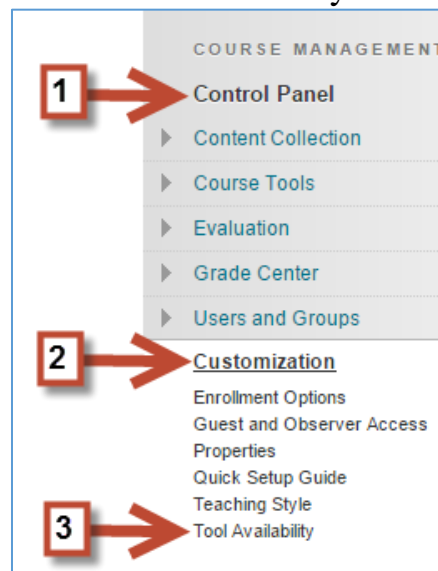 COURSE MANAGEMENT
1 Control Panel
Content Collection
Course Tools
Evaluation
Grade Center
Users and Groups
2 Customization
Enrollment Options
Guest and Observer Access
Properties
Quick Setup Guide
Teaching Style
3 Tool Availability